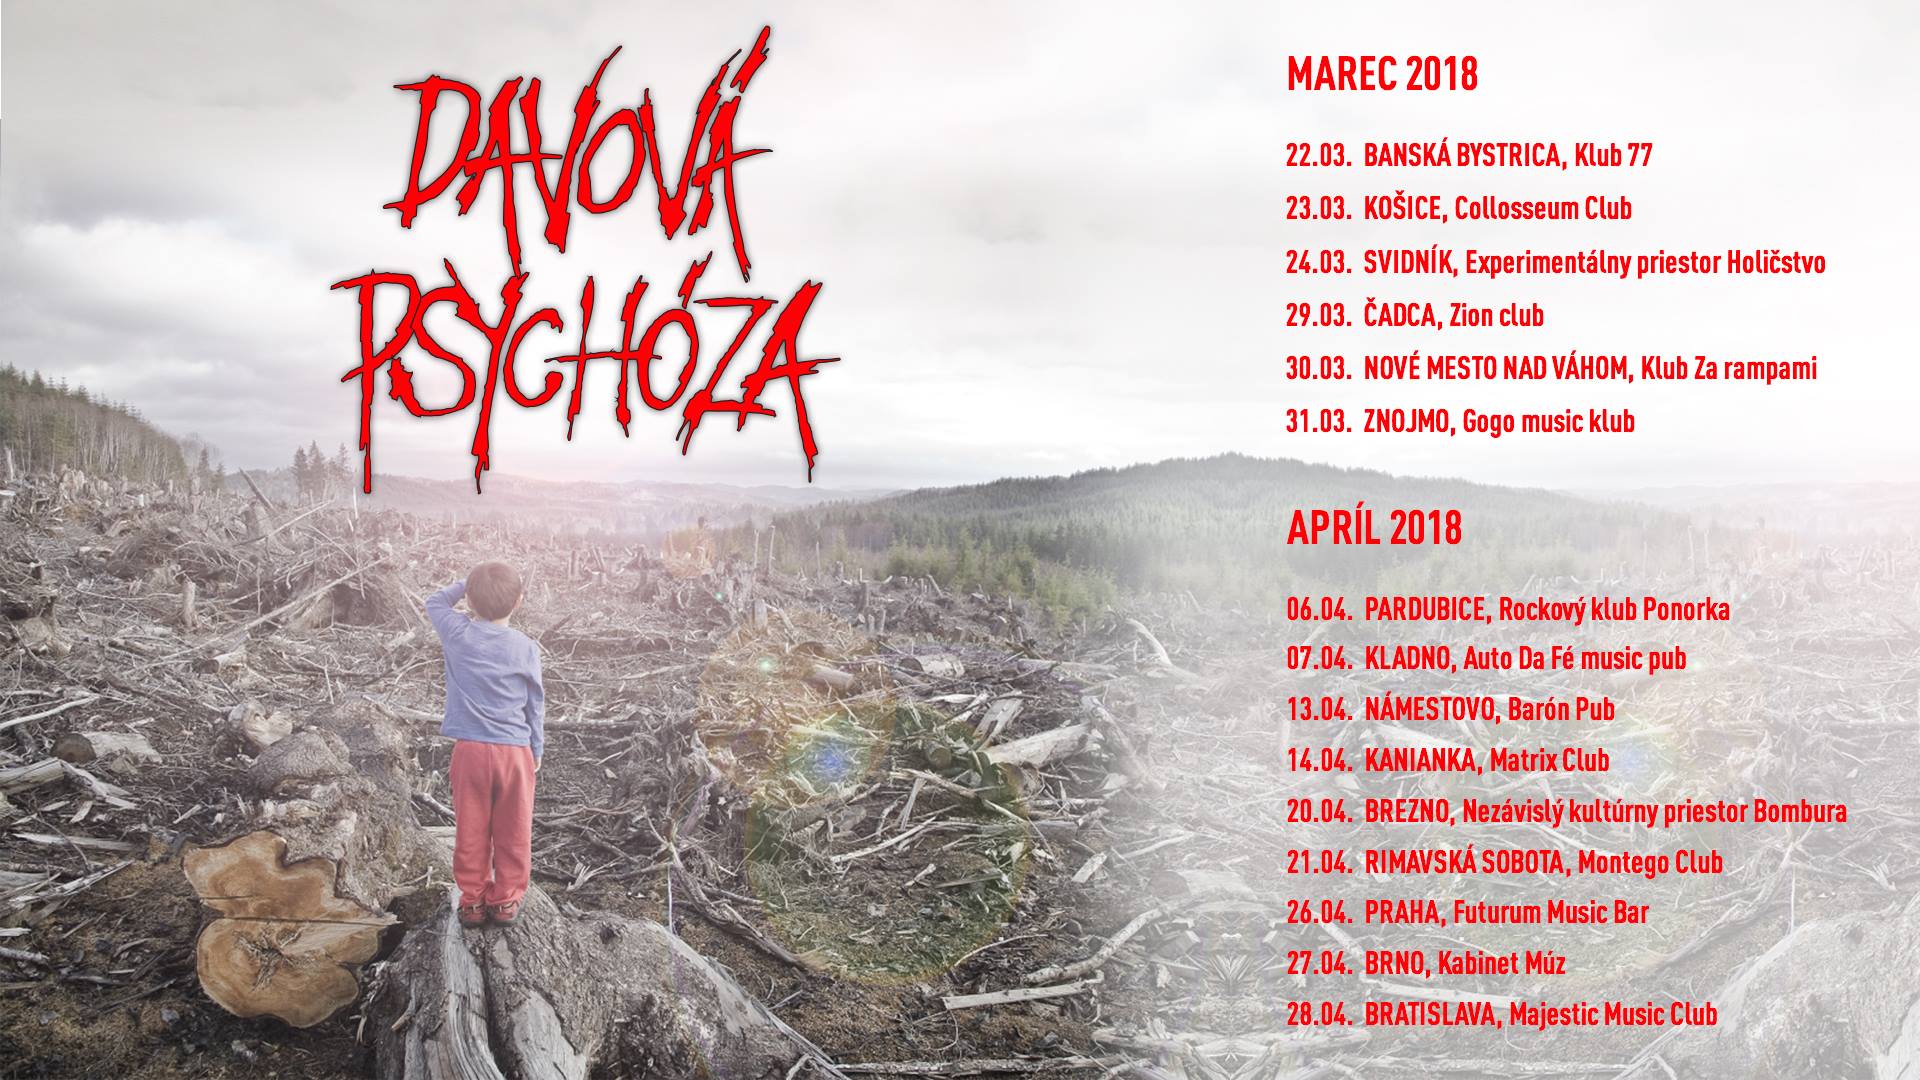 DAVOVÁ
PSYCHÓZA
MAREC 2018
22.03. BANSKÁ BYSTRICA, Klub 77
23.03. KOŠICE, Collosseum Club
24.03. SVIDNÍK, Experimentálny priestor Holičstvo
29.03. ČADCA, Zion club
30.03. NOVÉ MESTO NAD VÁHOM, Klub Za rampami
31.03. ZNOJMO, Gogo music klub
APRÍL 2018
06.04. PARDUBICE, Rockový klub Ponorka
07.04. KLADNO, Auto Da Fé music pub
13.04. NÁMESTOVO, Barón Pub
14.04. KANIANKA, Matrix Club
20.04. BREZNO, Nezávislý kultúrny priestor Bombura
21.04. RIMAVSKÁ SOBOTA, Montego Club
26.04. PRAHA, Futurum Music Bar
27.04. BRNO, Kabinet Múz
28.04. BRATISLAVA, Majestic Music Club